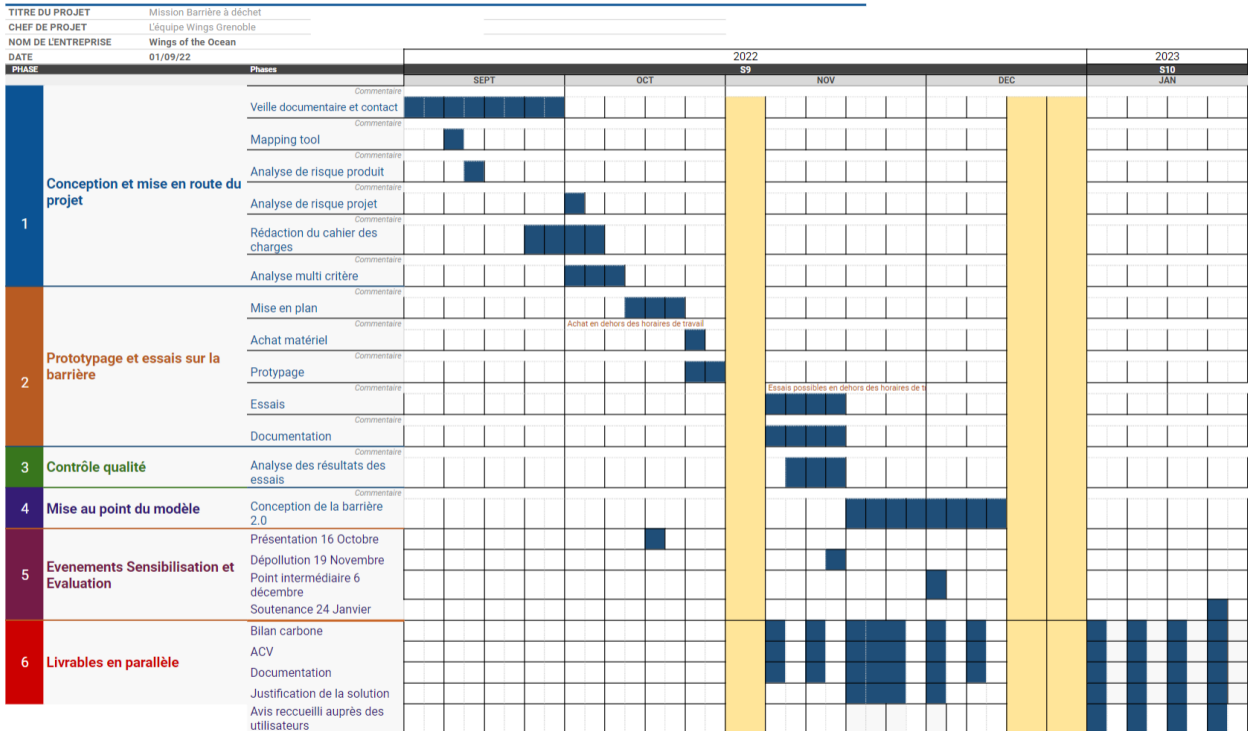 TITRE DU PROJET Mission Barrière à déchet
CHEF DE PROJET L'équipe Wings Grenoble
NOM DE L'ENTREPRISE Wings of the Ocean
DATE 01/09/22 2022 2023
PHASE Phases S9 S10
SEPT OCT NOV DEC JAN
Commentaire
Veille documentaire et contact
Commentaire
Mapping tool
Commentaire
Analyse de risque produit
Commentaire
Analyse de risque projet
Commentaire
1
Conception et mise en route du
projet
Rédaction du cahier des
charges
Commentaire
Analyse multi critère
Commentaire
Mise en plan
Commentaire Achat en dehors des horaires de travail
Achat matériel
Commentaire
2
Prototypage et essais sur la
barrière
Protypage
Commentaire Essais possibles en dehors des horaires de t
Essais
Commentaire
Documentation
Commentaire
3 Contrôle qualité
Analyse des résultats des
essais
Commentaire
4 Mise au point du modèle
Conception de la barrière
2.0
5
Evenements Sensibilisation et
Evaluation
Présentation 16 Octobre
Dépollution 19 Novembre
Point intermédiaire 6
décembre
Soutenance 24 Janvier
6 Livrables en parallèle
Bilan carbone
ACV
Documentation
Justification de la solution
Avis reccueilli auprès des
utilisateurs